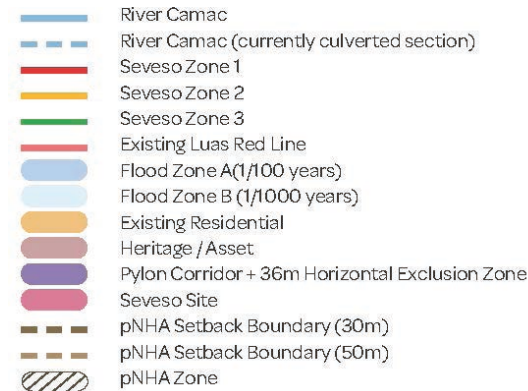 River Camac
River Camac (currently culverted section)
Seveso Zone 1
Seveso Zone 2
Seveso Zone 3
Existing Luas Red Line
Flood Zone A(1/100 years)
Flood Zone B (1/1000 years)
Existing Residential
Heritage / Asset
Pylon Corridor + 36m Horizontal Exclusion Zone
Seveso Site
pNHA Setback Boundary (30m)
pNHA Setback Boundary (50m)
pNHA Zone